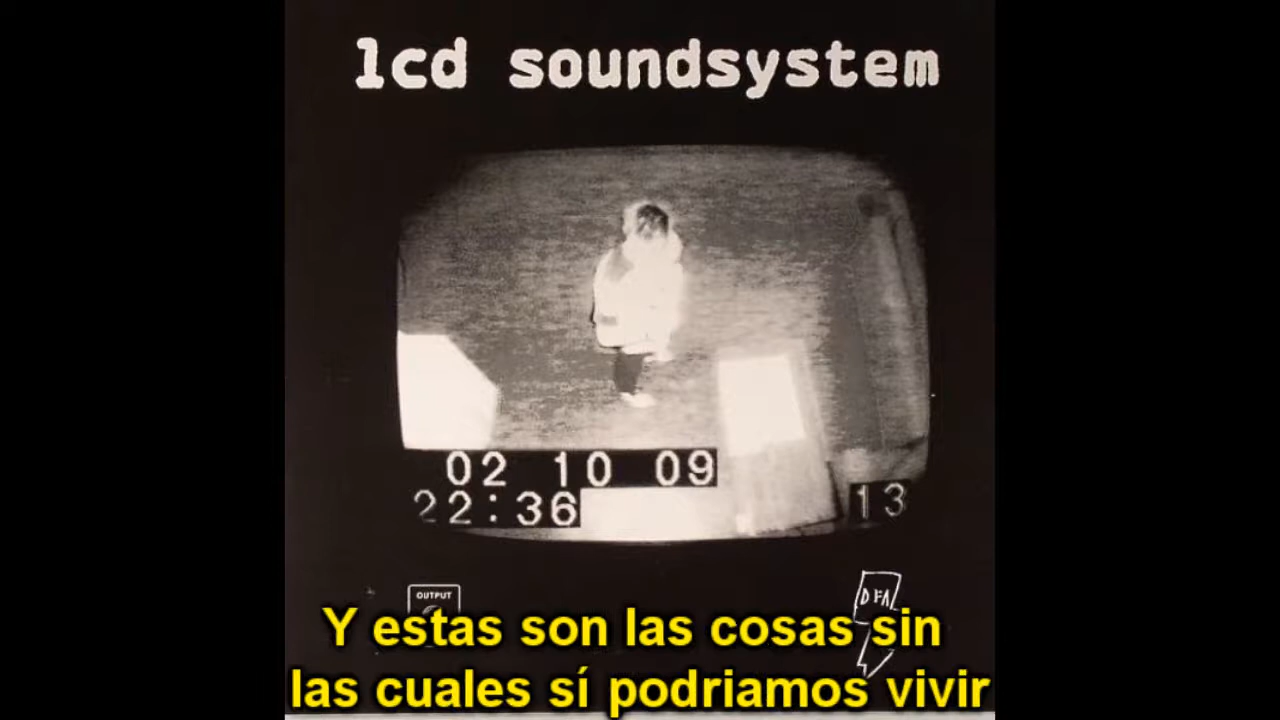 lcd soundsystem
02 10 09
22:36
13
OUTPUT
DFA
Y estas son las cosas sin
las cuales sí podriamos vivir